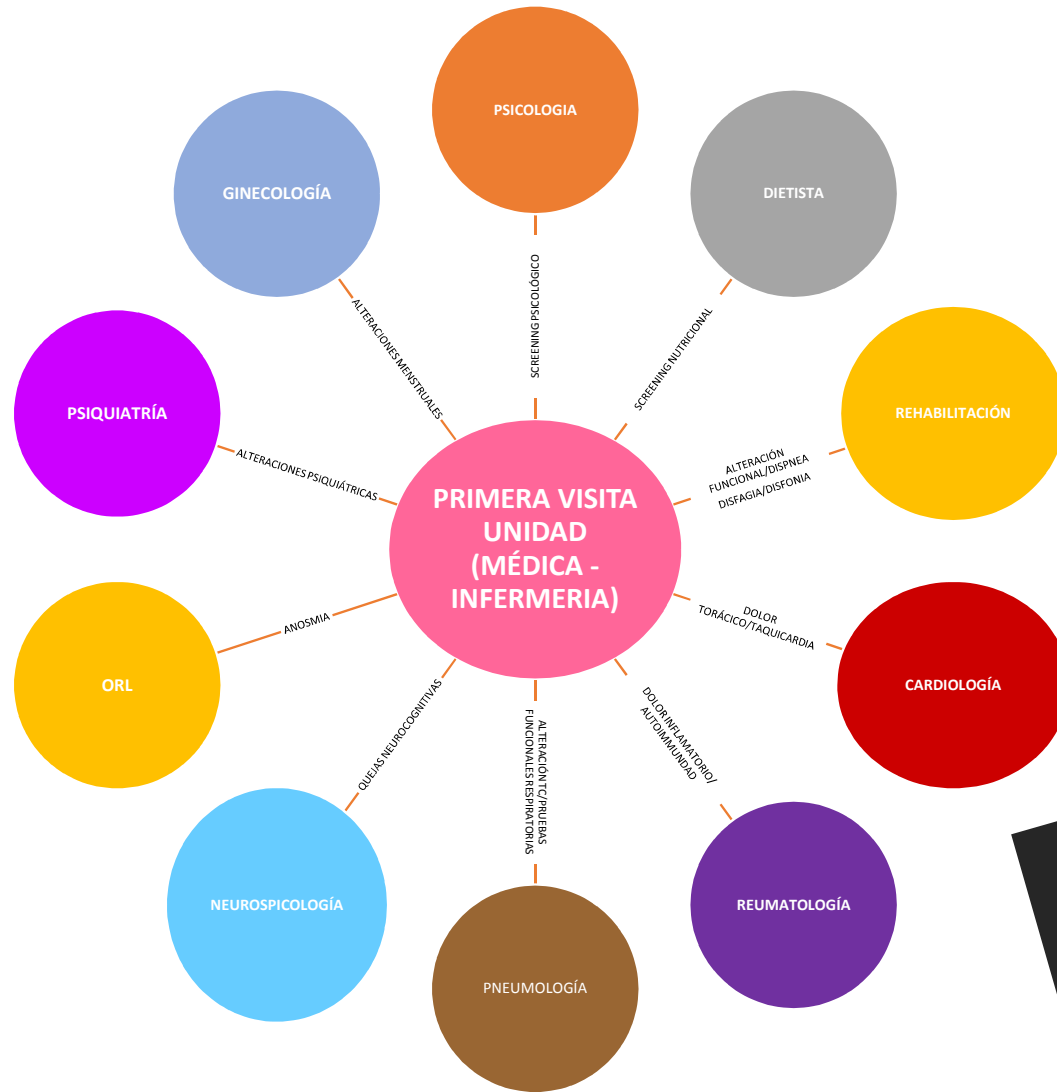 PSICOLOGIA
GINECOLOGÍA
DIETISTA
SCREENING PSICOLÓGICO
ALTERACIONES MENSTRUALES
SCREENING NUTRICIONAL
PSIQUIATRÍA
REHABILITACIÓN
ALTERACIONES PSIQUIÁTRICAS
ALTERACIÓN
FUNCIONAL/DISPNEA
DISFAGIA/DISFONIA
PRIMERA VISITA
UNIDAD
(MÉDICA -
INFERMERIA)
ANOSMIA
DOLOR
TORÁCICO/TAQUICARDIA
ORL
CARDIOLOGÍA
QUEJAS NEUROCOGNITIVAS
ALTERACIÓN TC/PRUEBAS
FUNCIONALES RESPIRATORIAS
DOLOR INFLAMATORIO/
AUTOIMMUNDAD
NEUROSPICOLOGÍA
REUMATOLOGÍA
PNEUMOLOGÍA